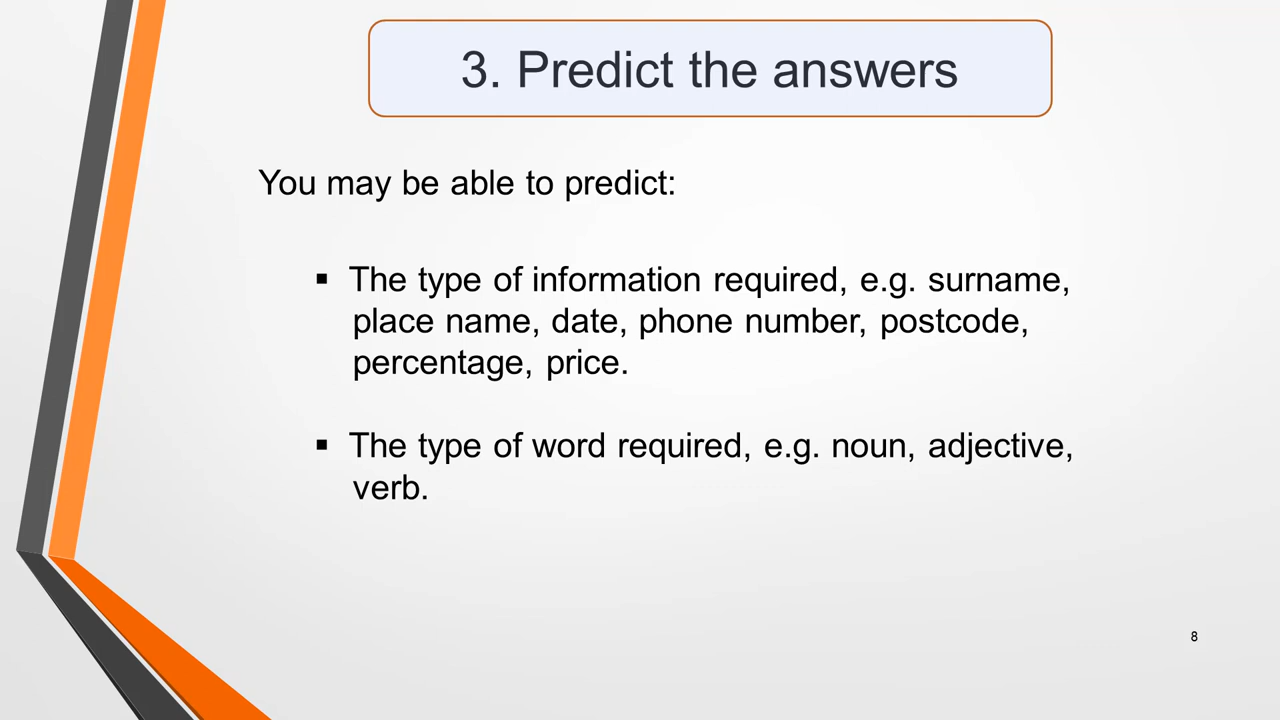 3. Predict the answers
You may be able to predict:
▪ The type of information required, e.g. surname,
place name, date, phone number, postcode,
percentage, price.
▪ The type of word required, e.g. noun, adjective,
verb.
8